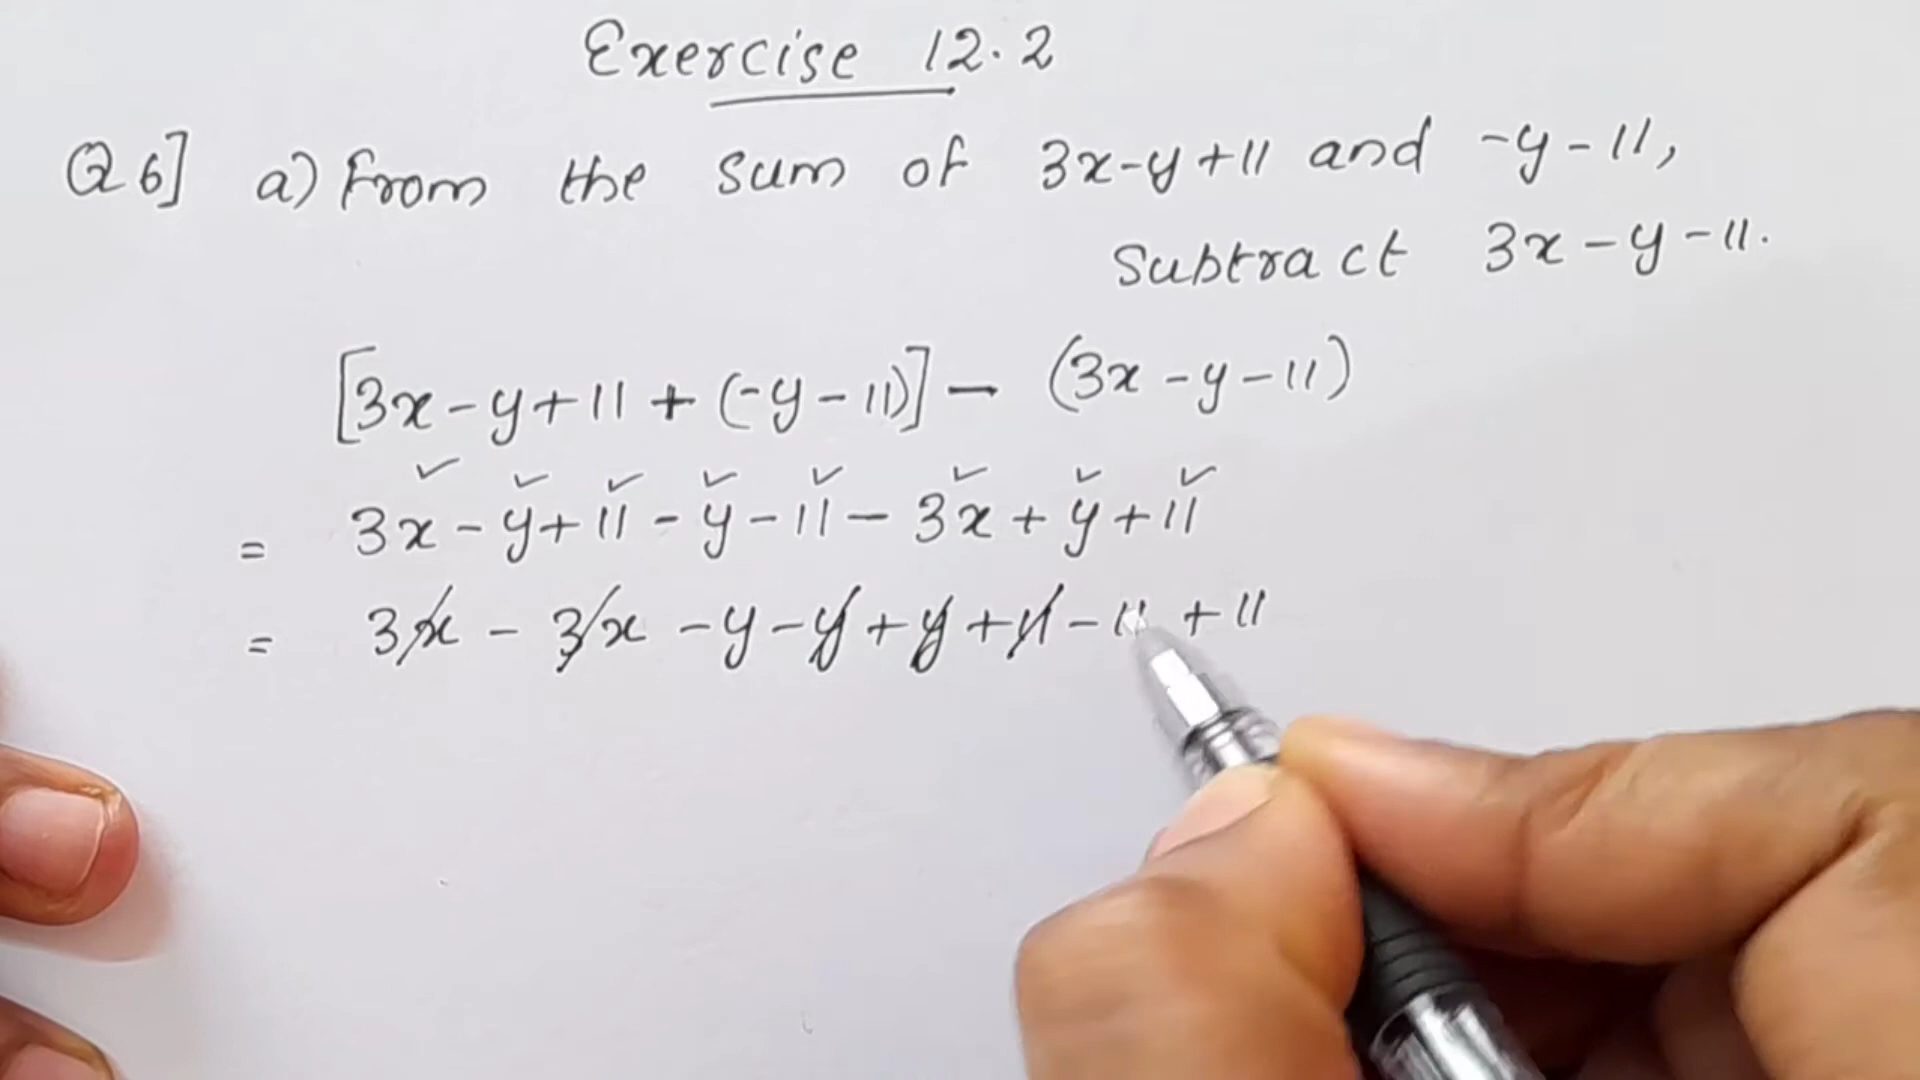 Exercise 12.2
Q6] a) From the sum of 3x-y+11 and -y-11,
Subtract 3x-y-11.
[3x-y+11+(-y-11)]-(3x-y-11)
= 3x-y+11-y-11-3x+y+11
= 3x-3x-y-y+y+11-11+11